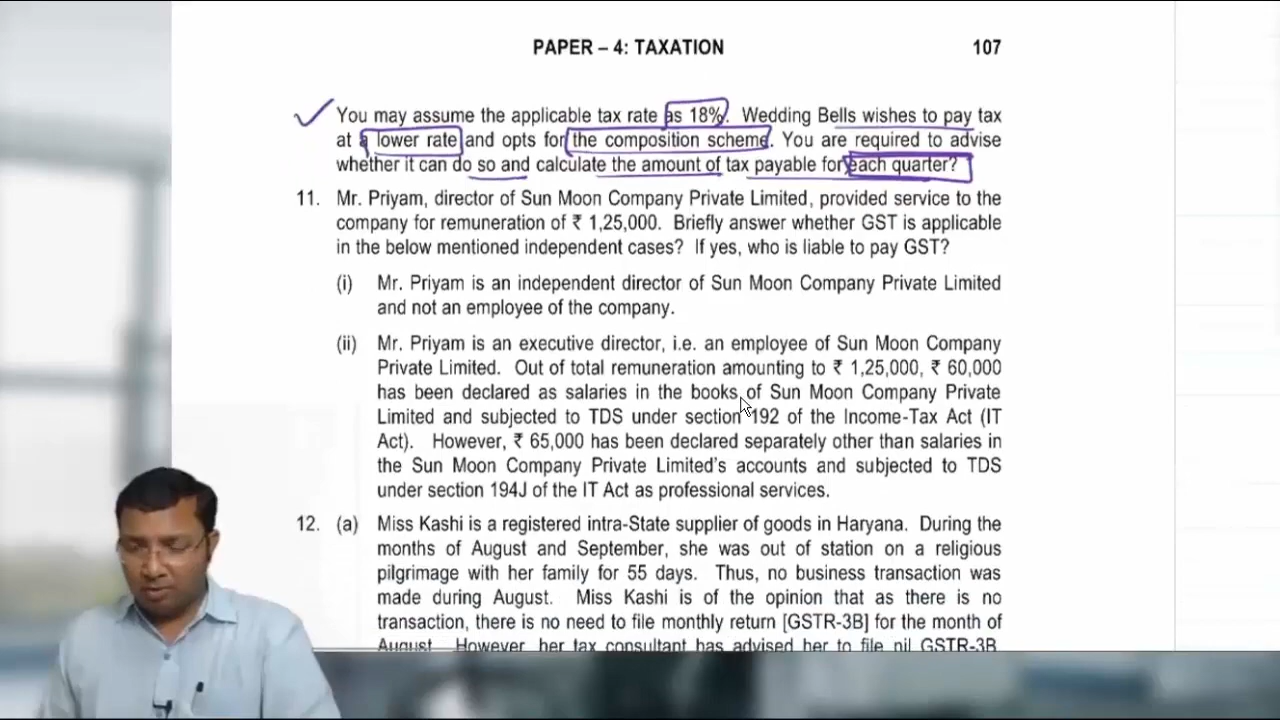 PAPER – 4: TAXATION 107
You may assume the applicable tax rate as 18%. Wedding Bells wishes to pay tax
at a lower rate and opts for the composition scheme. You are required to advise
whether it can do so and calculate the amount of tax payable for each quarter?
11. Mr. Priyam, director of Sun Moon Company Private Limited, provided service to the
company for remuneration of ₹ 1,25,000. Briefly answer whether GST is applicable
in the below mentioned independent cases? If yes, who is liable to pay GST?
(i) Mr. Priyam is an independent director of Sun Moon Company Private Limited
and not an employee of the company.
(ii) Mr. Priyam is an executive director, i.e. an employee of Sun Moon Company
Private Limited. Out of total remuneration amounting to ₹ 1,25,000, ₹ 60,000
has been declared as salaries in the books of Sun Moon Company Private
Limited and subjected to TDS under section 192 of the Income-Tax Act (IT
Act). However, ₹ 65,000 has been declared separately other than salaries in
the Sun Moon Company Private Limited's accounts and subjected to TDS
under section 194J of the IT Act as professional services.
12. (a) Miss Kashi is a registered intra-State supplier of goods in Haryana. During the
months of August and September, she was out of station on a religious
pilgrimage with her family for 55 days. Thus, no business transaction was
made during August. Miss Kashi is of the opinion that as there is no
transaction, there is no need to file monthly return [GSTR-3B] for the month of
August. However her tax consultant has advised her to file nil GSTR-3B